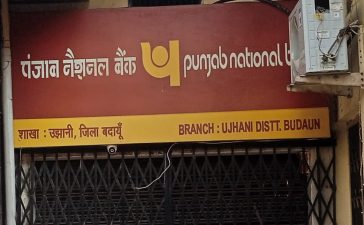 पंजाब नैशनल बैंक punjab national b
शाखा : उझानी, जिला बदायूँ BRANCH : UJHANI DISTT. BUDAUN